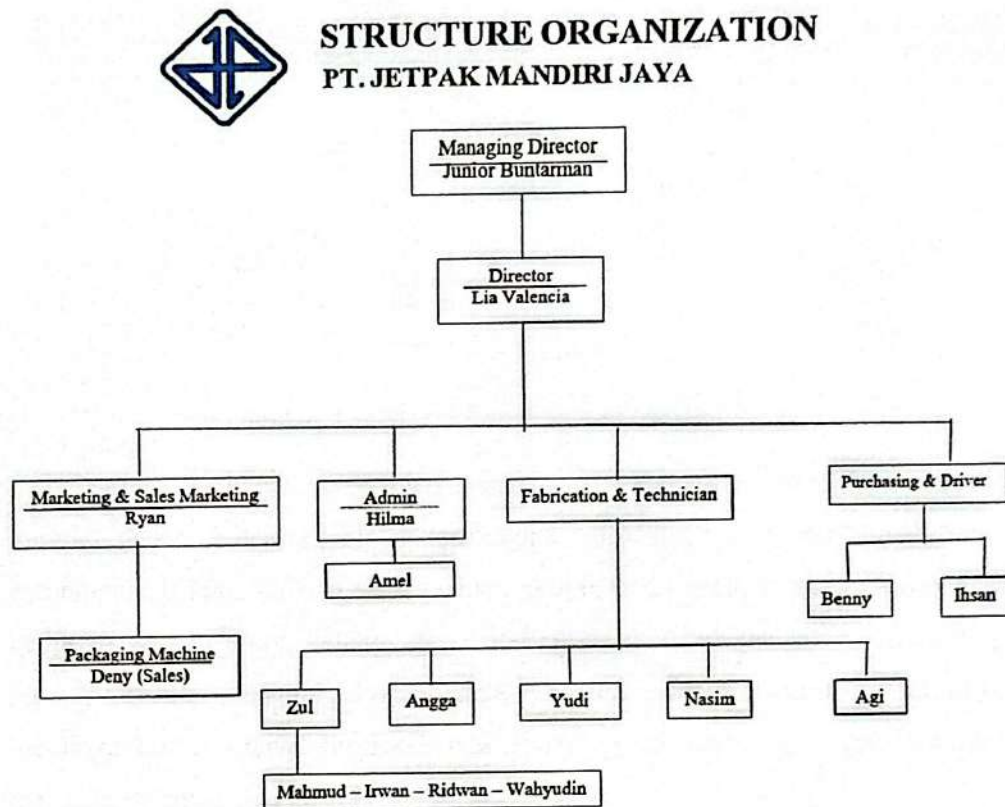 STRUCTURE ORGANIZATION
PT. JETPAK MANDIRI JAYA
Managing Director
Junior Buntarman
Director
Lia Valencia
Marketing & Sales Marketing
Ryan
Admin
Hilma
Fabrication & Technician
Purchasing & Driver
Amel
Benny
Ihsan
Packaging Machine
Deny (Sales)
Zul
Angga
Yudi
Nasim
Agi
Mahmud – Irwan – Ridwan – Wahyudin